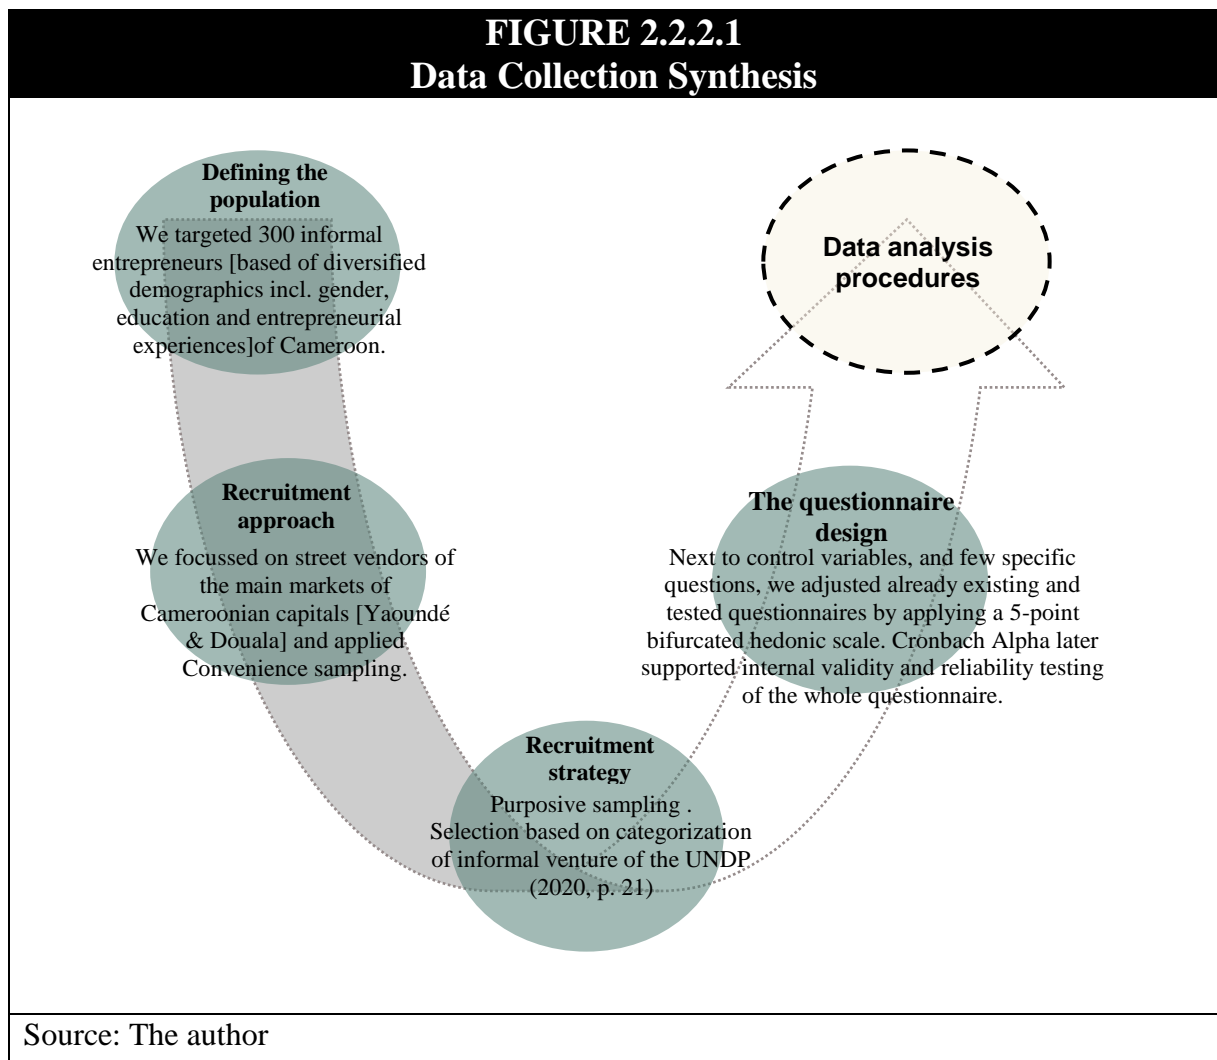 FIGURE 2.2.2.1
Data Collection Synthesis
Defining the
population
We targeted 300 informal
entrepreneurs [based of diversified
demographics incl. gender,
education and entrepreneurial
experiences]of Cameroon.
Recruitment
approach
We focussed on street vendors of
the main markets of
Cameroonian capitals [Yaoundé
& Douala] and applied
Convenience sampling.
Recruitment
strategy
Purposive sampling .
Selection based on categorization
of informal venture of the UNDP
(2020, p. 21)
The questionnaire
design
Next to control variables, and few specific
questions, we adjusted already existing and
tested questionnaires by applying a 5-point
bifurcated hedonic scale. Cronbach Alpha later
supported internal validity and reliability testing
of the whole questionnaire.
Data analysis
procedures
Source: The author